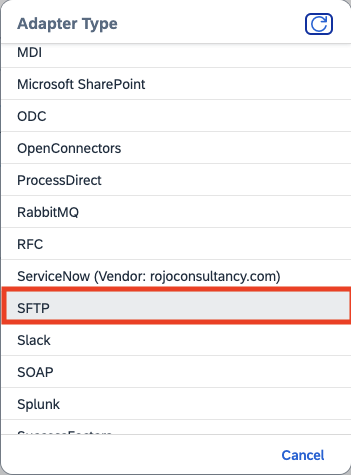 Adapter Type
MDI
Microsoft SharePoint
ODC
OpenConnectors
ProcessDirect
RabbitMQ
RFC
ServiceNow (Vendor: rojoconsultancy.com)
SFTP
Slack
SOAP
Splunk
SuccessFactors
Cancel